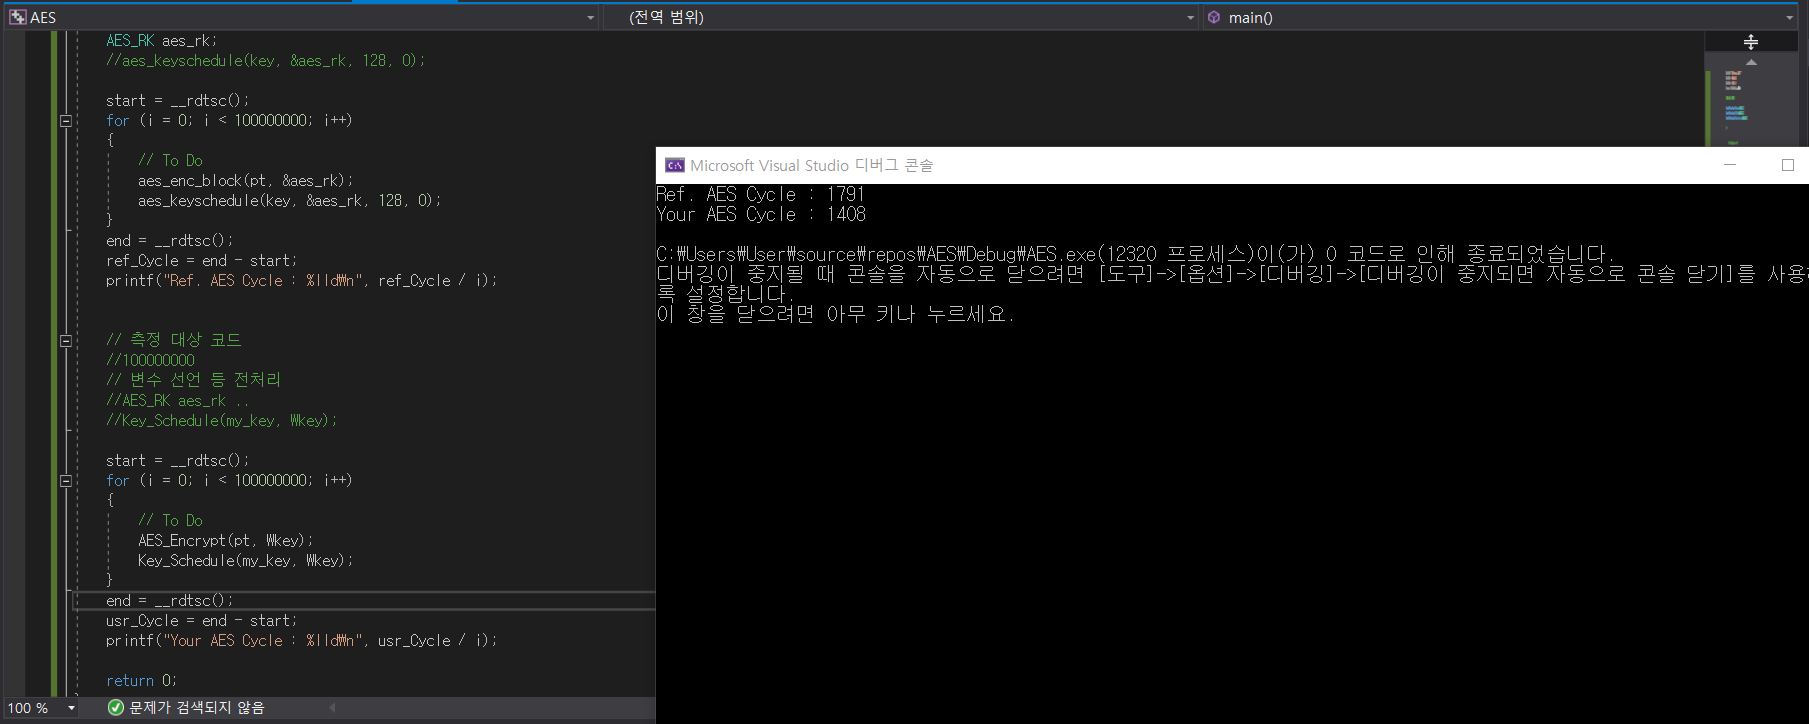 AES
(전역 범위)
main()
AES_RK aes_rk;
//aes_keyschedule(key, &aes_rk, 128, 0);
start = __rdtsc();
for (i = 0; i < 100000000; i++)
{
// To Do
aes_enc_block(pt, &aes_rk);
aes_keyschedule(key, &aes_rk, 128, 0);
}
end = __rdtsc();
ref_Cycle = end - start;
printf("Ref. AES Cycle : %lld₩n", ref_Cycle / i);
// 측정 대상 코드
//100000000
// 변수 선언 등 전처리
//AES_RK aes_rk ..
//Key_Schedule(my_key, Wkey);
start = __rdtsc();
for (i = 0; i < 100000000; i++)
{
// To Do
AES_Encrypt(pt, Wkey);
Key_Schedule(my_key, Wkey);
}
end = __rdtsc();
usr_Cycle = end - start;
printf("Your AES Cycle : %lld₩n", usr_Cycle / i);
return 0;
100 %
문제가 검색되지 않음
C:\
Microsoft Visual Studio 디버그 콘솔
Ref. AES Cycle : 1791
Your AES Cycle : 1408
C:₩Users₩User₩source₩repos₩AES₩Debug₩AES.exe(12320 프로세스)이(가) 0 코드로 인해 종료되었습니다.
디버깅이 중지될 때 콘솔을 자동으로 닫으려면 [도구]->[옵션]->[디버깅]->[디버깅이 중지되면 자동으로 콘솔 닫기]를 사용하
록 설정합니다.
이 창을 닫으려면 아무 키나 누르세요.